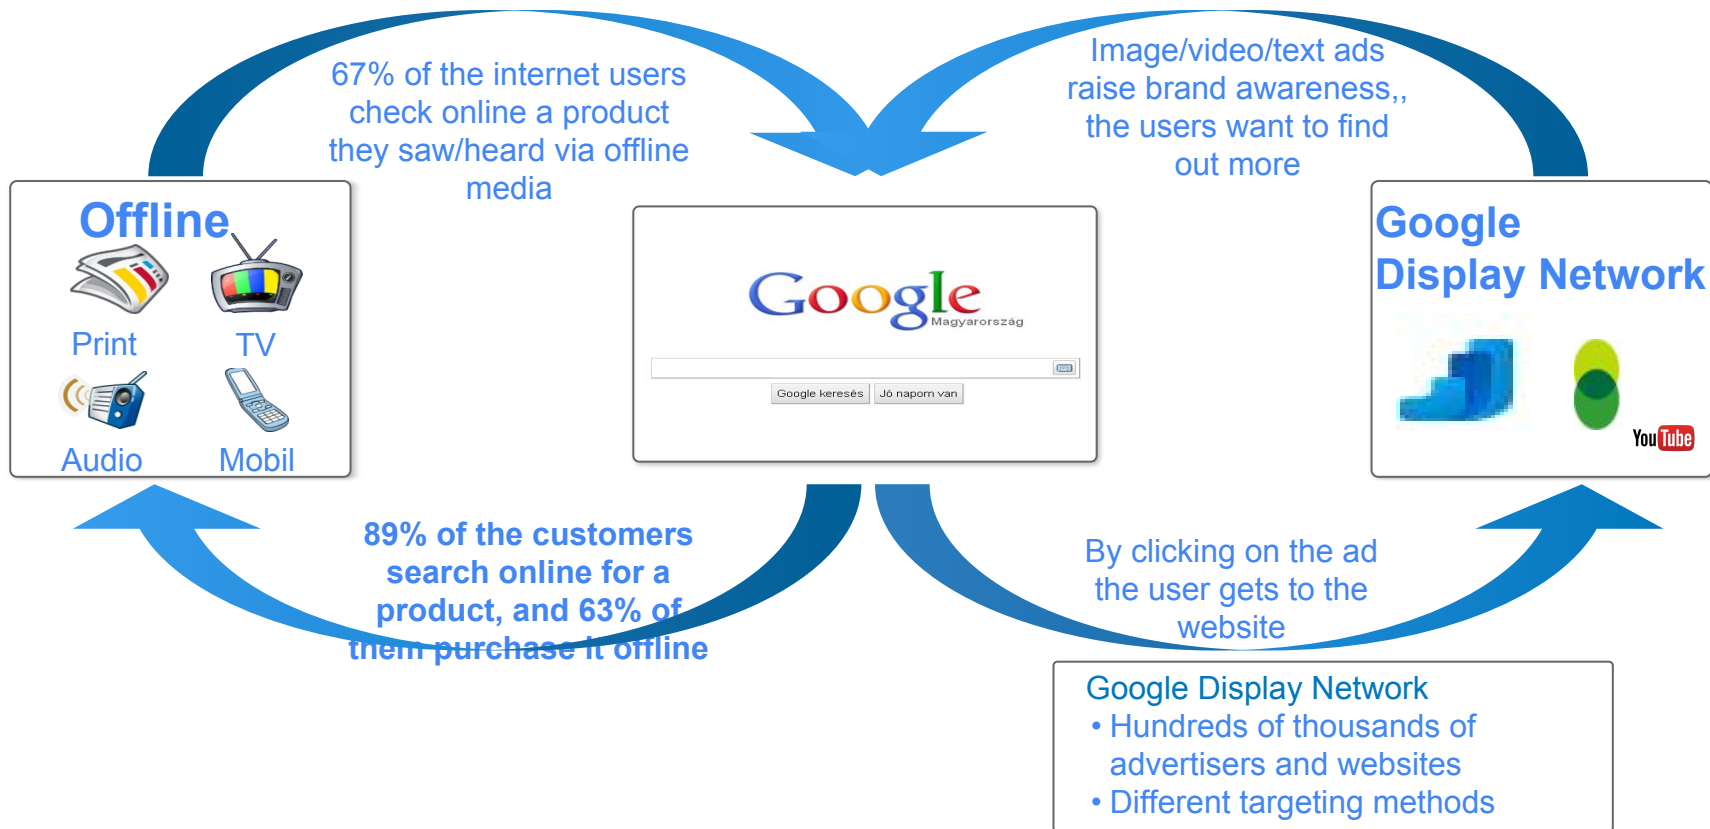 67% of the internet users
check online a product
they saw/heard via offline
media
Image/video/text ads
raise brand awareness,,
the users want to find
out more
Offline
Print
TV
Audio
Mobil
Google
Magyarország
Google keresés
Jó napom van
Google
Display Network
You Tube
89% of the customers
search online for a
product, and 63% of
them purchase it offline
By clicking on the ad
the user gets to the
website
Google Display Network
• Hundreds of thousands of
advertisers and websites
• Different targeting methods